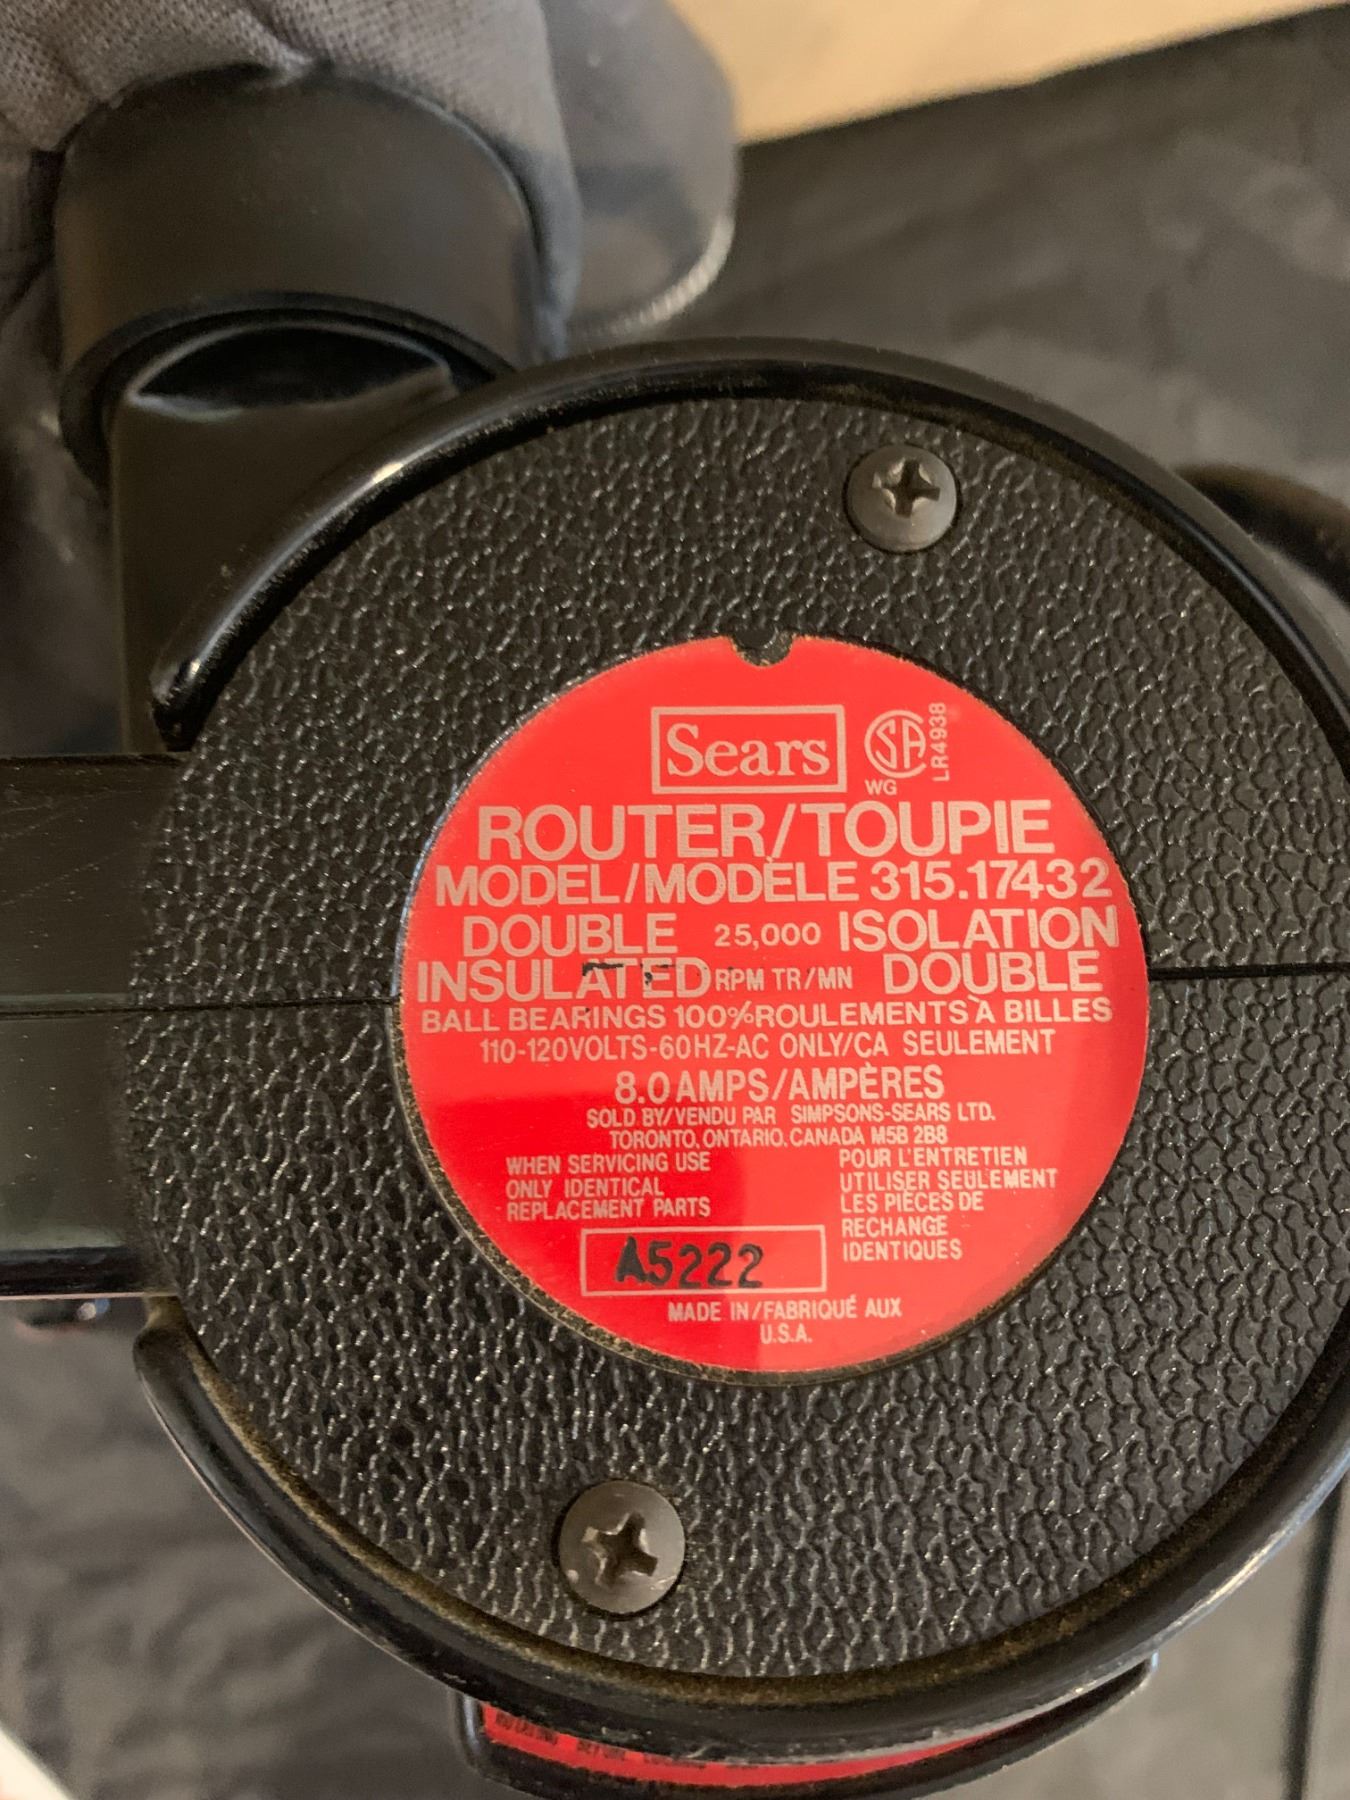 Sears
WG
LR4938
ROUTER/TOUPIE
MODEL/MODÈLE 315.17432
DOUBLE 25,000 ISOLATION
INSULATED RPM TR/MN DOUBLE
BALL BEARINGS 100% ROULEMENTS À BILLES
110-120VOLTS-60HZ-AC ONLY/CA SEULEMENT
8.0 AMPS/AMPÈRES
SOLD BY/VENDU PAR SIMPSONS-SEARS LTD.
TORONTO, ONTARIO, CANADA M5B 2B8
WHEN SERVICING USE
ONLY IDENTICAL
REPLACEMENT PARTS
POUR L'ENTRETIEN
UTILISER SEULEMENT
LES PIÈCES DE
RECHANGE
IDENTIQUES
A5222
MADE IN/FABRIQUÉ AUX
U.S.A.